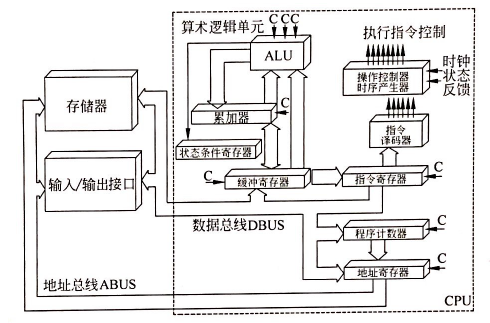 算术逻辑单元
C CC
执行指令控制
ALU
操作控制器
时序产生器
时钟
状态
反馈
存储器
累加器
C
指令
译码器
状态条件寄存器
输入/输出接口
C
缓冲寄存器
指令寄存器
C
数据总线DBUS
程序计数器
C
地址总线ABUS
地址寄存器
C
CPU